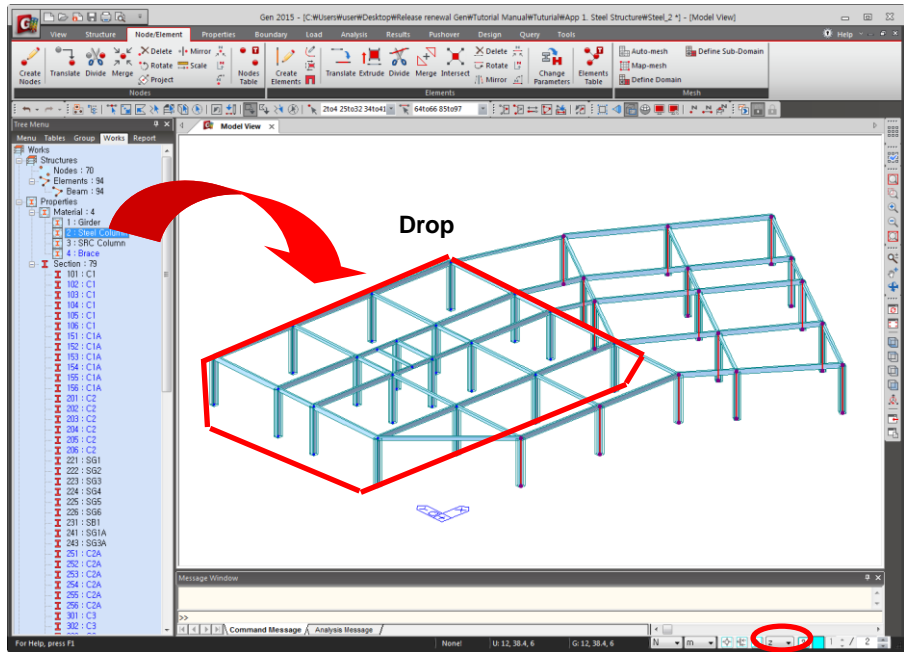 Gen 2015 - [C:₩Users₩user₩Desktop₩Release renewal Gen₩Tutorial Manual₩Tuturial₩App 1. Steel Structure₩Steel_2 *] - [Model View]
View Structure Node/Element Properties Boundary Load Analysis Results Pushover Design Query Tools Help
Create Nodes Translate Divide Merge Delete Rotate Project Mirror Scale Nodes Table
Create Elements Translate Extrude Divide Merge Intersect Delete Rotate Mirror Change Parameters Elements Table
Auto-mesh Map-mesh Define Domain Define Sub-Domain
Nodes Elements Mesh
2to4 25to32 34to41 64to66 85to97
Tree Menu
Menu Tables Group Works Report
Model View
Works
Structures
Nodes : 70
Elements : 94
Beam : 94
Properties
Material : 4
1 : Girder
2 : Steel Column
3 : SRC Column
4 : Brace
Section : 79
101 : C1
102 : C1
103 : C1
104 : C1
105 : C1
106 : C1
151 : C1A
152 : C1A
153 : C1A
154 : C1A
155 : C1A
156 : C1A
201 : C2
202 : C2
203 : C2
204 : C2
205 : C2
206 : C2
221 : SG1
222 : SG2
223 : SG3
224 : SG4
225 : SG5
226 : SG6
231 : SB1
241 : SG1A
243 : SG3A
251 : C2A
252 : C2A
253 : C2A
254 : C2A
255 : C2A
256 : C2A
301 : C3
302 : C3
Drop
Message Window
>>
Command Message Analysis Message
For Help, press F1 None! U: 12, 38.4, 6 G: 12, 38.4, 6 N m z 1 / 2